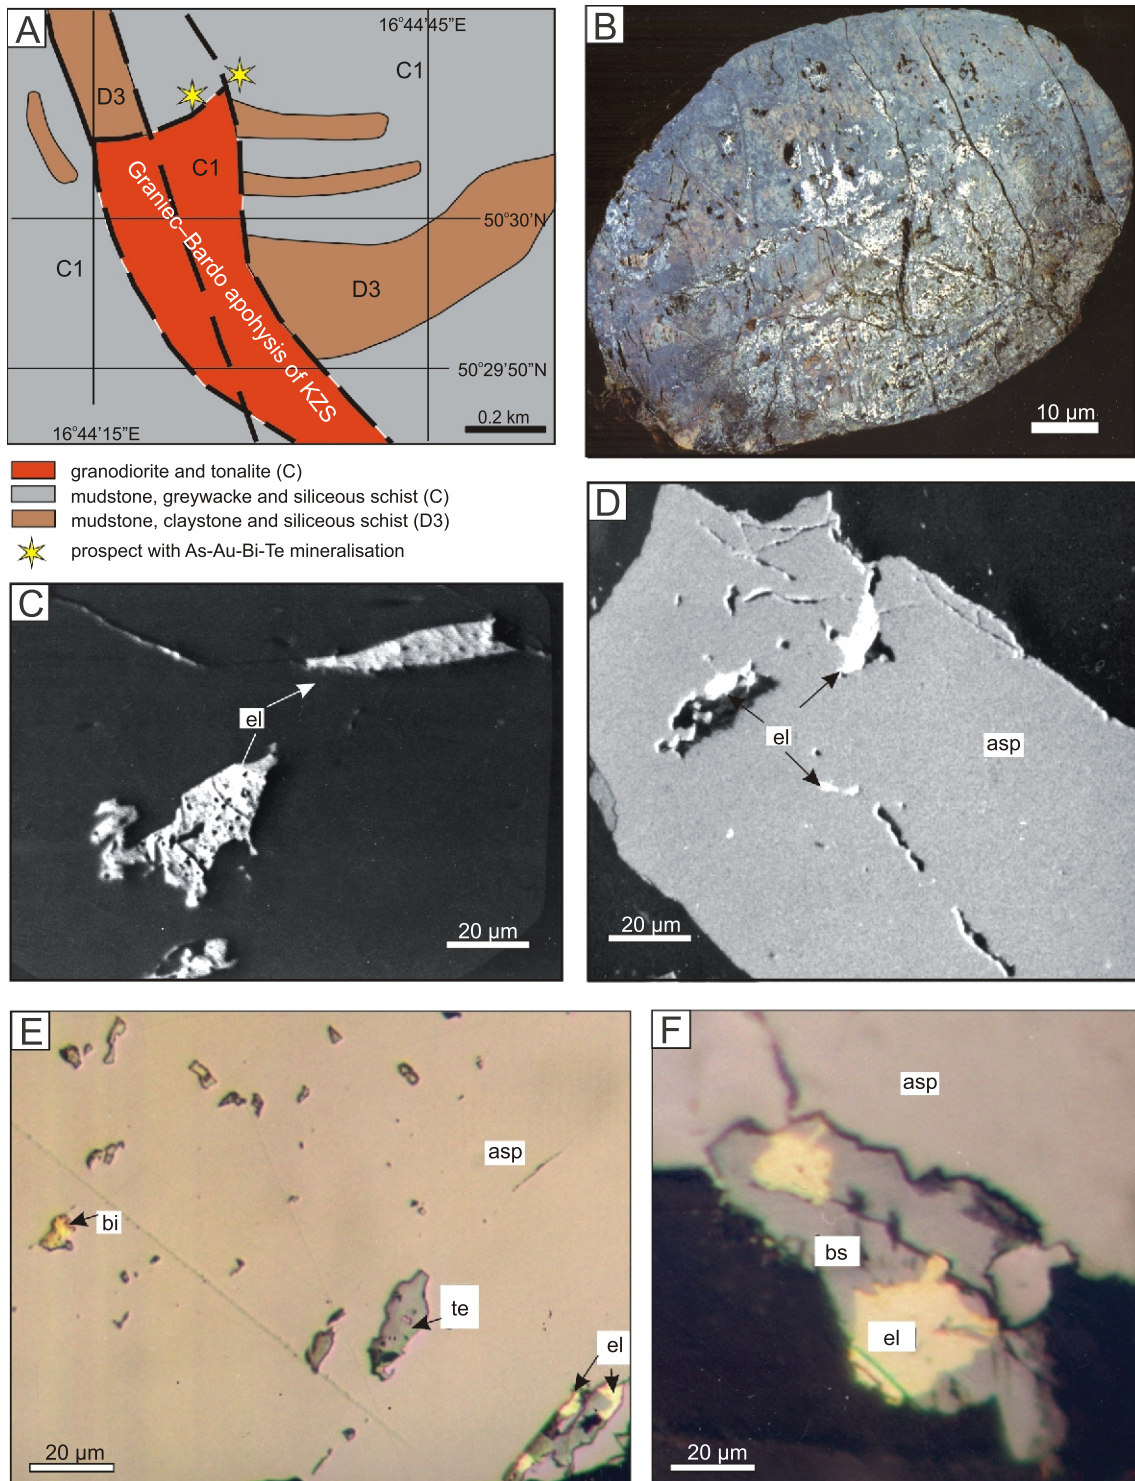 A
16°44'45"E
C1
D3
C1
Graniec–Bardo apohysis of KZS
50°30'N
C1
D3
50°29'50"N
16°44'15"E
0.2 km
granodiorite and tonalite (C)
mudstone, greywacke and siliceous schist (C)
mudstone, claystone and siliceous schist (D3)
prospect with As-Au-Bi-Te mineralisation
B
10 µm
C
el
20 µm
D
el
asp
20 µm
E
asp
bi
te
el
20 µm
F
asp
bs
el
20 µm